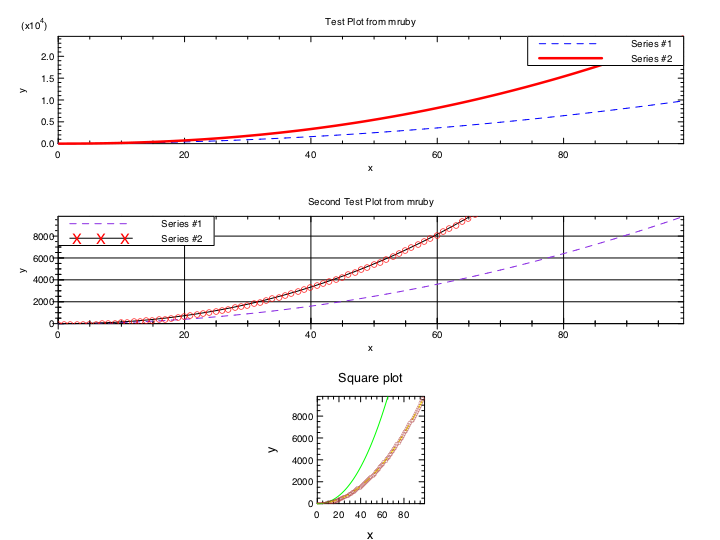 (x10⁴)
Test Plot from mruby
Series #1
Series #2
2.0
1.5
1.0
0.5
0.0
y
0 20 40 60 80
x
Second Test Plot from mruby
Series #1
Series #2
8000
6000
4000
2000
0
y
0 20 40 60 80
x
Square plot
8000
6000
4000
2000
0
y
0 20 40 60 80
x